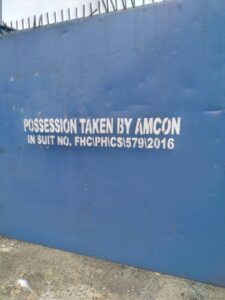 POSSESSION TAKEN BY AMCON
IN SUIT NO. FHC\PH\CS\579\2016